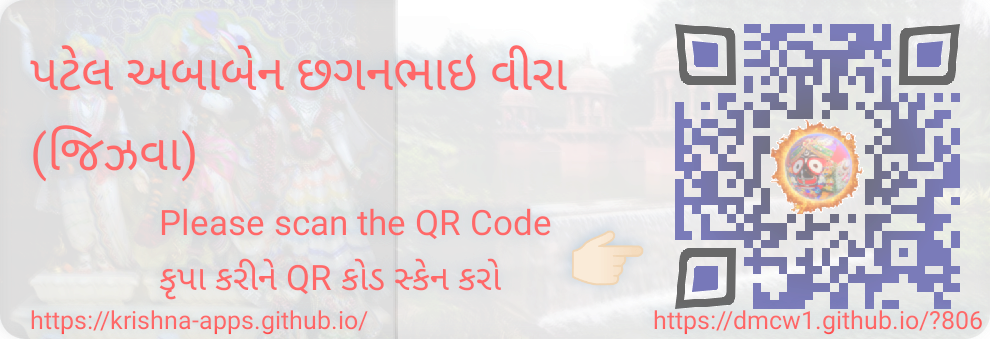 પટેલ અબાબેન છગનભાઇ વીરા
(જિઝવા)
Please scan the QR Code
કૃપા કરીને QR કોડ સ્કેન કરો
https://krishna-apps.github.io/
https://dmcw1.github.io/?806